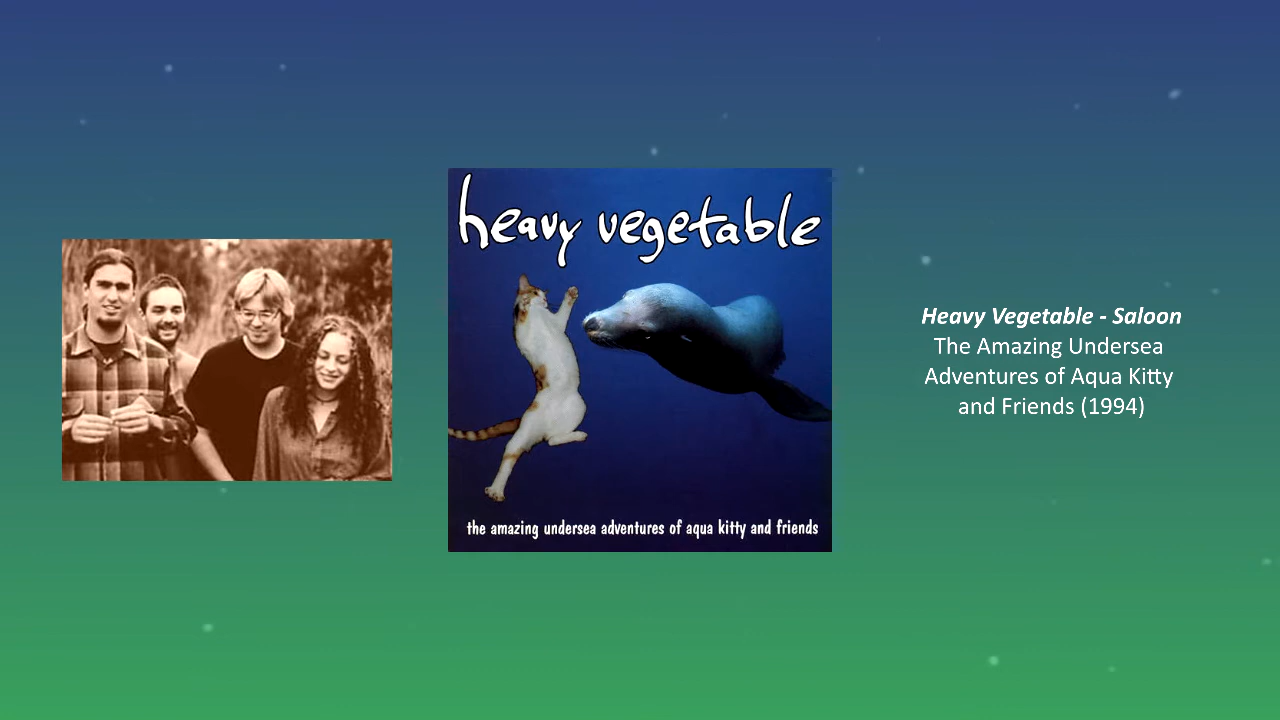 heavy vegetable
the amazing undersea adventures of aqua kitty and friends
Heavy Vegetable - Saloon
The Amazing Undersea
Adventures of Aqua Kitty
and Friends (1994)